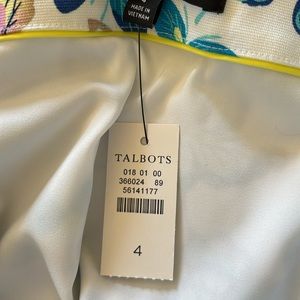 MADE IN
VIETNAM
TALBOTS
018 01 00
366024 89
56141177
4